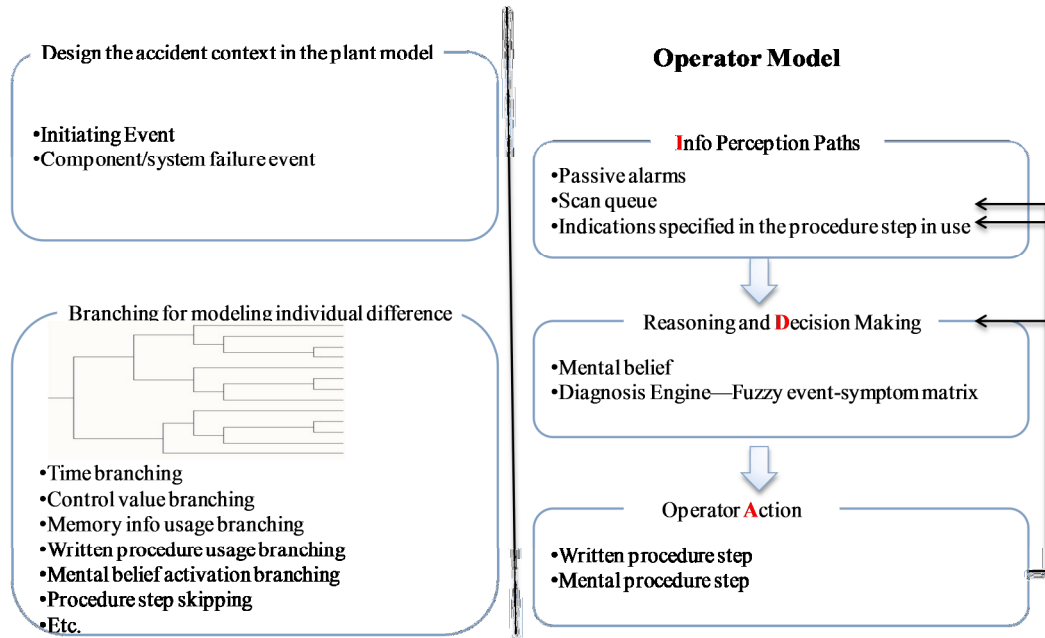 Design the accident context in the plant model
•Initiating Event
•Component/system failure event
Branching for modeling individual difference
•Time branching
•Control value branching
•Memory info usage branching
•Written procedure usage branching
•Mental belief activation branching
•Procedure step skipping
•Etc.
Operator Model
Info Perception Paths
•Passive alarms
•Scan queue
•Indications specified in the procedure step in use
Reasoning and Decision Making
•Mental belief
•Diagnosis Engine—Fuzzy event-symptom matrix
Operator Action
•Written procedure step
•Mental procedure step